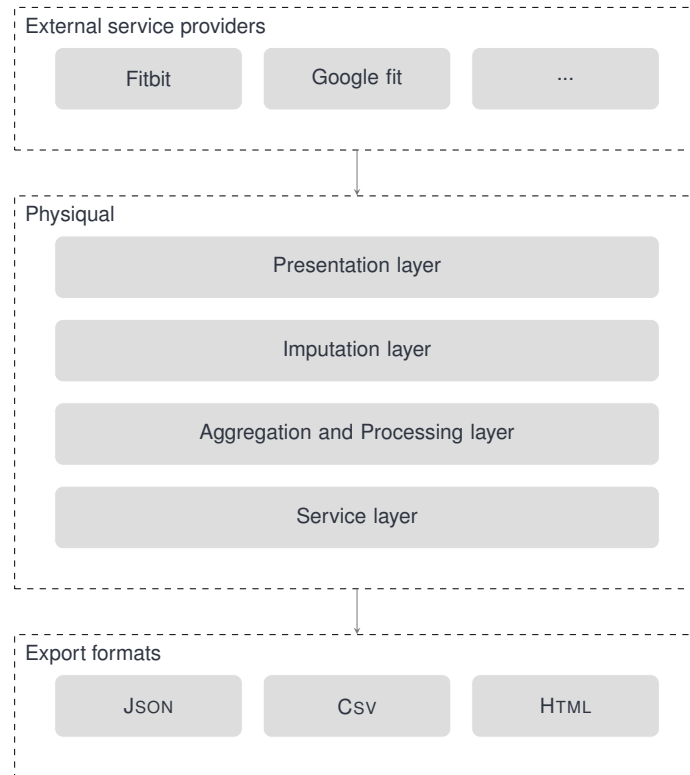 External service providers
Fitbit Google fit ...
Physiqual
Presentation layer
Imputation layer
Aggregation and Processing layer
Service layer
Export formats
JSON CSV HTML